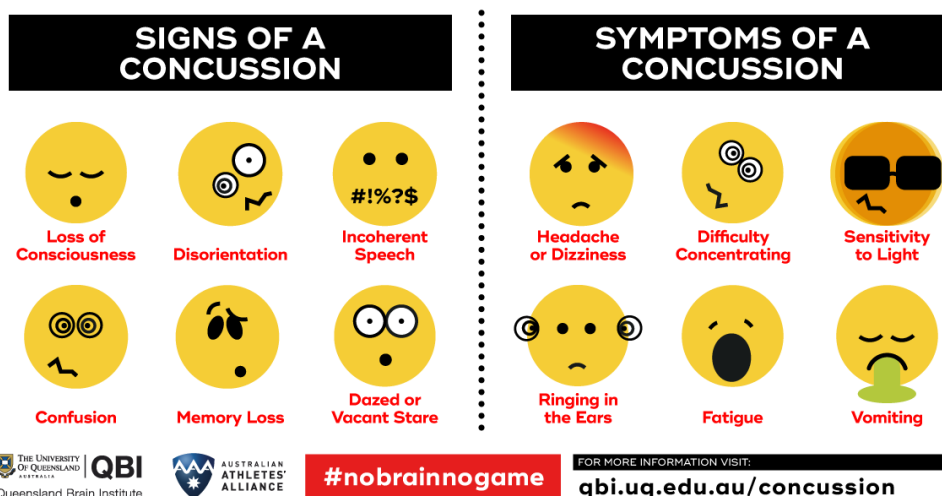 SIGNS OF A
CONCUSSION
Loss of
Consciousness
Disorientation
#!%?$
Incoherent
Speech
Confusion
Memory Loss
Dazed or
Vacant Stare
SYMPTOMS OF A
CONCUSSION
Headache
or Dizziness
Difficulty
Concentrating
Sensitivity
to Light
Ringing in
the Ears
Fatigue
Vomiting
THE UNIVERSITY
OF QUEENSLAND
AUSTRALIA
QBI
Queensland Brain Institute
AAA
AUSTRALIAN
ATHLETES'
ALLIANCE
#nobrainnogame
FOR MORE INFORMATION VISIT:
qbi.uq.edu.au/concussion